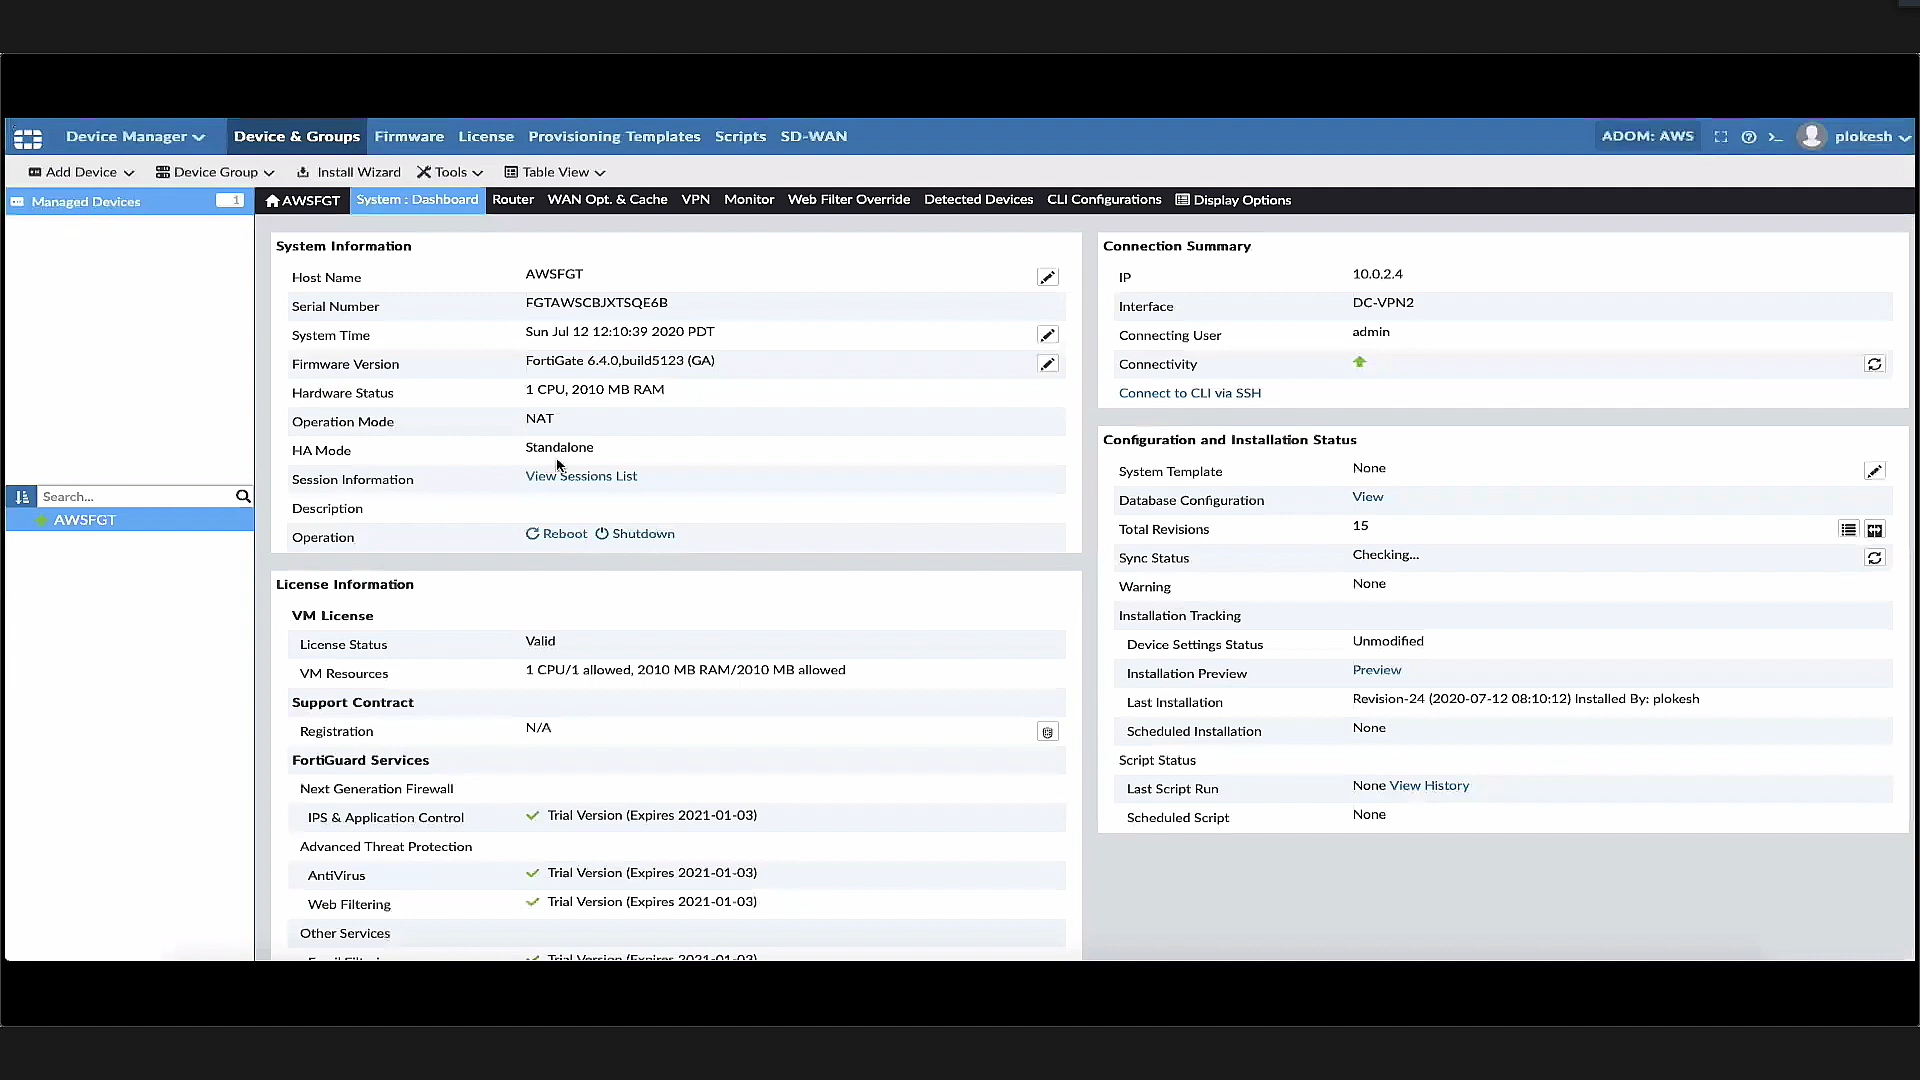 Device Manager Device & Groups Firmware License Provisioning Templates Scripts SD-WAN ADOM: AWS plokesh
Add Device Device Group Install Wizard Tools Table View
Managed Devices 1
AWSFGT System : Dashboard Router WAN Opt. & Cache VPN Monitor Web Filter Override Detected Devices CLI Configurations Display Options
Search...
AWSFGT
System Information
Host Name AWSFGT
Serial Number FGTAWSCBJXTSQE6B
System Time Sun Jul 12 12:10:39 2020 PDT
Firmware Version FortiGate 6.4.0,build5123 (GA)
Hardware Status 1 CPU, 2010 MB RAM
Operation Mode NAT
HA Mode Standalone
Session Information View Sessions List
Description
Operation Reboot Shutdown
License Information
VM License
License Status Valid
VM Resources 1 CPU/1 allowed, 2010 MB RAM/2010 MB allowed
Support Contract
Registration N/A
FortiGuard Services
Next Generation Firewall
IPS & Application Control Trial Version (Expires 2021-01-03)
Advanced Threat Protection
AntiVirus Trial Version (Expires 2021-01-03)
Web Filtering Trial Version (Expires 2021-01-03)
Other Services
Trial Version (Expires 2021-01-03)
Connection Summary
IP 10.0.2.4
Interface DC-VPN2
Connecting User admin
Connectivity
Connect to CLI via SSH
Configuration and Installation Status
System Template None
Database Configuration View
Total Revisions 15
Sync Status Checking...
Warning None
Installation Tracking
Device Settings Status Unmodified
Installation Preview Preview
Last Installation Revision-24 (2020-07-12 08:10:12) Installed By: plokesh
Scheduled Installation None
Script Status
Last Script Run None View History
Scheduled Script None